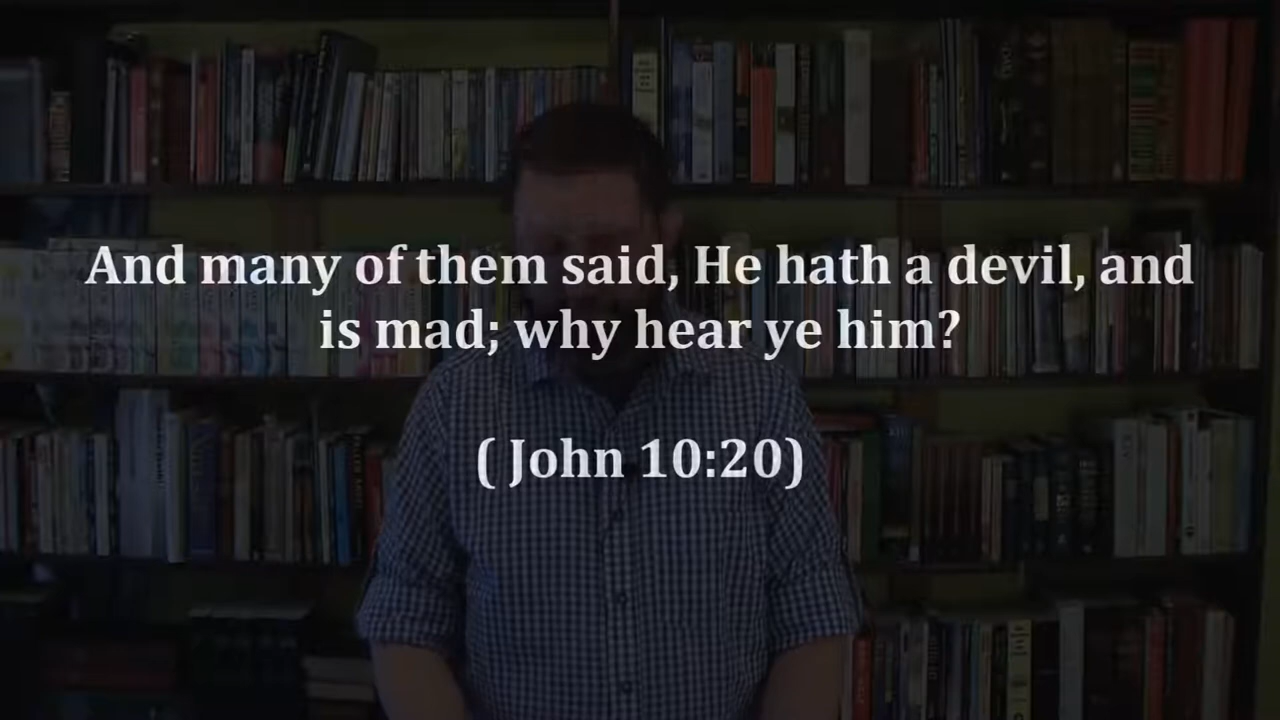 And many of them said, He hath a devil, and
is mad; why hear ye him?
( John 10:20)